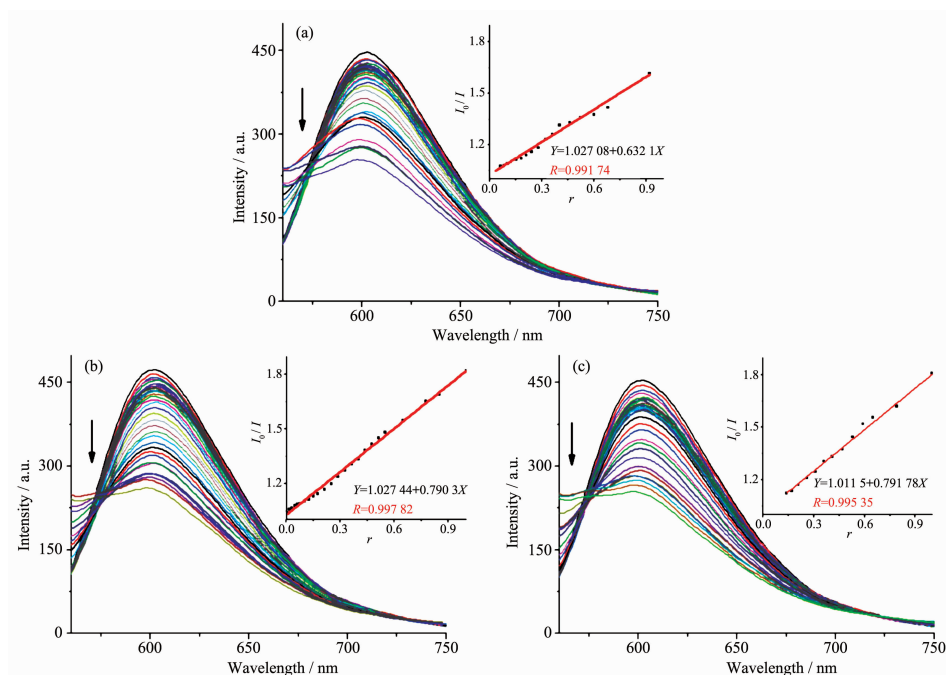 (a)
450
300
150
0
Intensity / a.u.
600
650
700
750
Wavelength / nm
1.8
1.5
1.2
I₀ / I
0.0
0.3
0.6
0.9
r
Y=1.027 08+0.632 1X
R=0.991 74
(b)
450
300
150
0
Intensity / a.u.
600
650
700
750
Wavelength / nm
1.8
1.5
1.2
I₀ / I
0.0
0.3
0.6
0.9
r
Y=1.027 44+0.790 3X
R=0.997 82
(c)
450
300
150
0
Intensity / a.u.
600
650
700
750
Wavelength / nm
1.8
1.5
1.2
I₀ / I
0.0
0.3
0.6
0.9
r
Y=1.011 5+0.791 78X
R=0.995 35